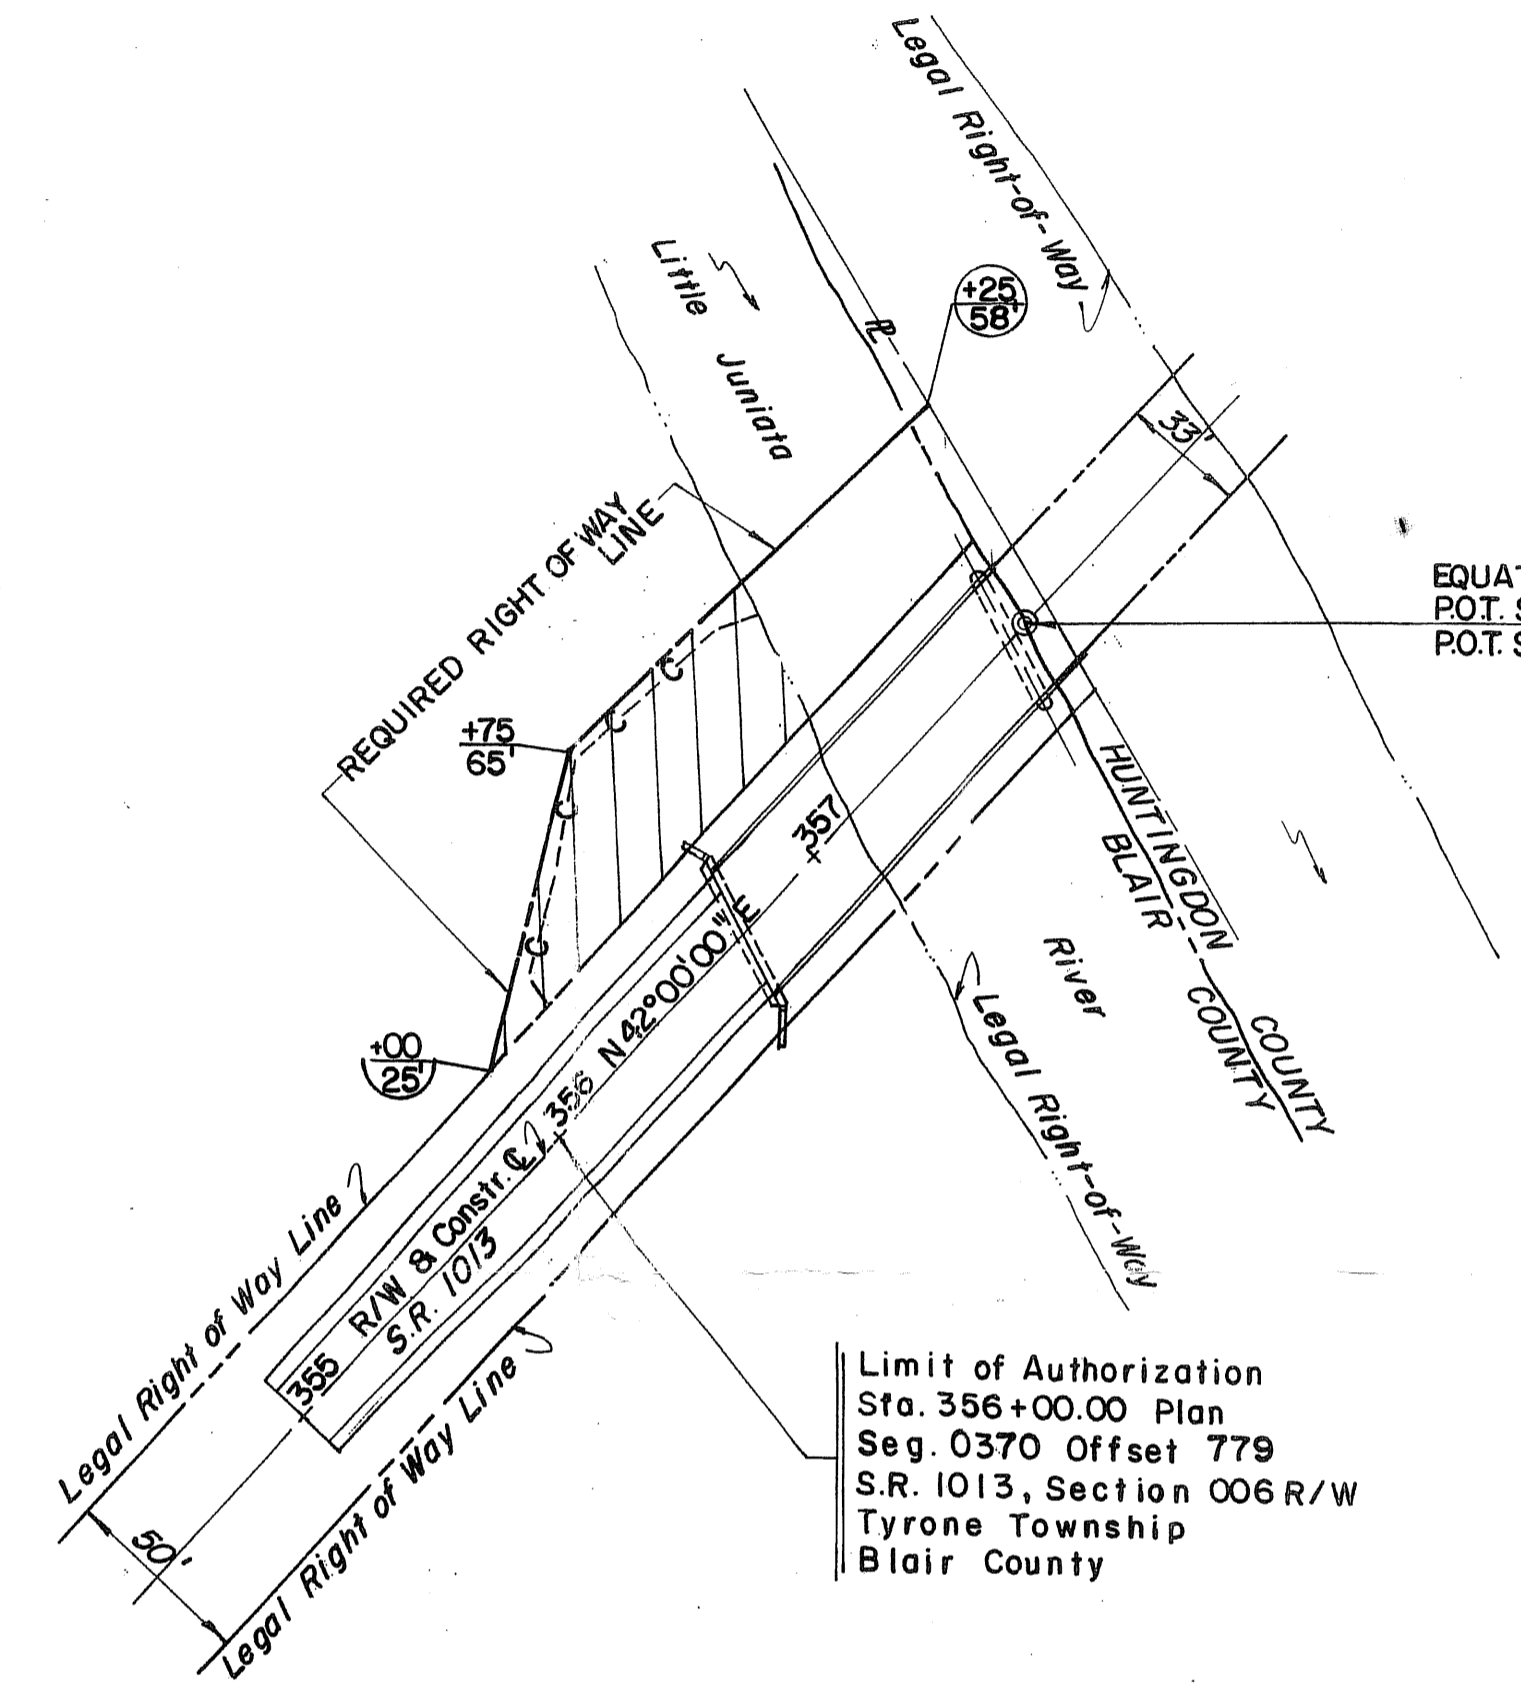 Legal Right-of-Way
Little Juniata
+25
58'
PL
33'
REQUIRED RIGHT OF WAY
LINE
EQUA
P.O.T. S
P.O.T. S
+75
65'
C
C
C
C
357
HUNTINGDON
BLAIR
COUNTY
COUNTY
River
Legal Right-of-Way
+00
25'
356 N 42°00'00" E
R/W & Constr. ℄
355
S.R. 1013
Legal Right of Way Line
Legal Right of Way Line
50'
Limit of Authorization
Sta. 356+00.00 Plan
Seg. 0370 Offset 779
S.R. 1013, Section 006 R/W
Tyrone Township
Blair County